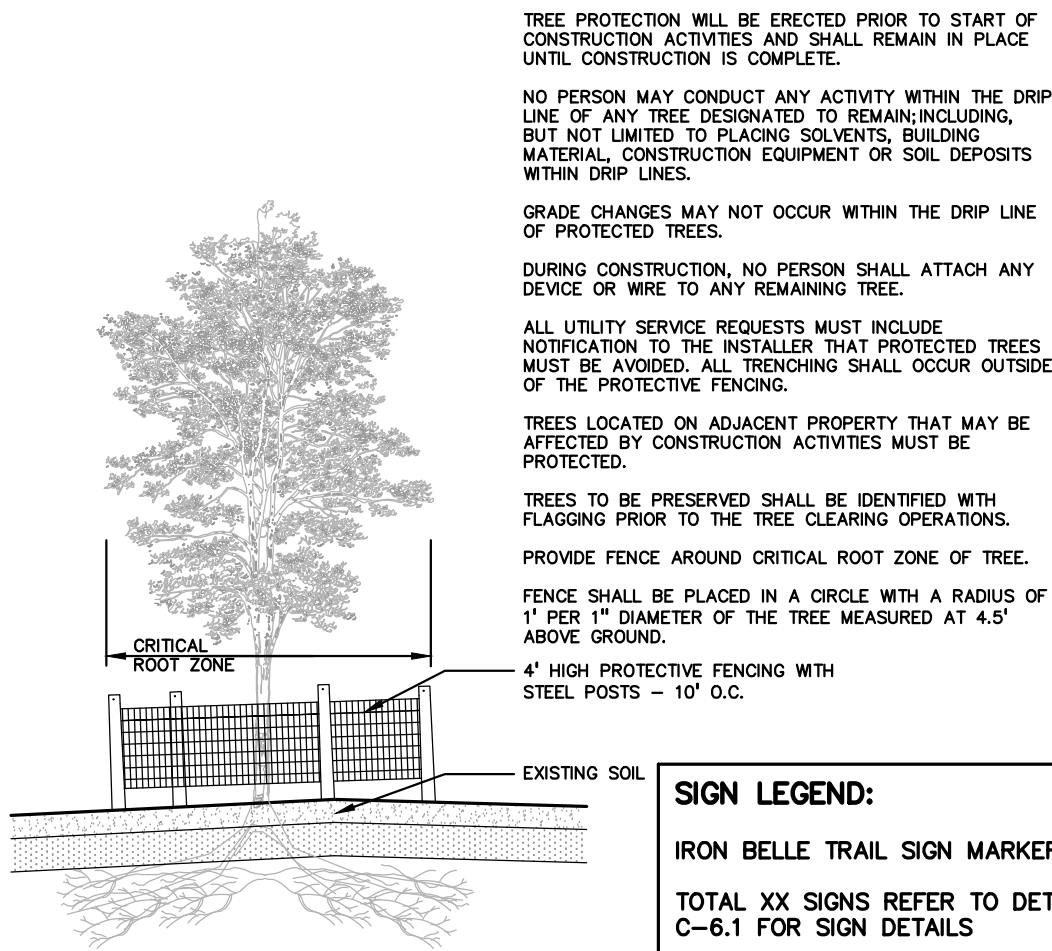 TREE PROTECTION WILL BE ERECTED PRIOR TO START OF
CONSTRUCTION ACTIVITIES AND SHALL REMAIN IN PLACE
UNTIL CONSTRUCTION IS COMPLETE.
NO PERSON MAY CONDUCT ANY ACTIVITY WITHIN THE DRIP
LINE OF ANY TREE DESIGNATED TO REMAIN; INCLUDING,
BUT NOT LIMITED TO PLACING SOLVENTS, BUILDING
MATERIAL, CONSTRUCTION EQUIPMENT OR SOIL DEPOSITS
WITHIN DRIP LINES.
GRADE CHANGES MAY NOT OCCUR WITHIN THE DRIP LINE
OF PROTECTED TREES.
DURING CONSTRUCTION, NO PERSON SHALL ATTACH ANY
DEVICE OR WIRE TO ANY REMAINING TREE.
ALL UTILITY SERVICE REQUESTS MUST INCLUDE
NOTIFICATION TO THE INSTALLER THAT PROTECTED TREES
MUST BE AVOIDED. ALL TRENCHING SHALL OCCUR OUTSIDE
OF THE PROTECTIVE FENCING.
TREES LOCATED ON ADJACENT PROPERTY THAT MAY BE
AFFECTED BY CONSTRUCTION ACTIVITIES MUST BE
PROTECTED.
TREES TO BE PRESERVED SHALL BE IDENTIFIED WITH
FLAGGING PRIOR TO THE TREE CLEARING OPERATIONS.
PROVIDE FENCE AROUND CRITICAL ROOT ZONE OF TREE.
FENCE SHALL BE PLACED IN A CIRCLE WITH A RADIUS OF
1' PER 1" DIAMETER OF THE TREE MEASURED AT 4.5'
ABOVE GROUND.
CRITICAL
ROOT ZONE
4' HIGH PROTECTIVE FENCING WITH
STEEL POSTS – 10' O.C.
EXISTING SOIL
SIGN LEGEND:
IRON BELLE TRAIL SIGN MARKER
TOTAL XX SIGNS REFER TO DET
C–6.1 FOR SIGN DETAILS